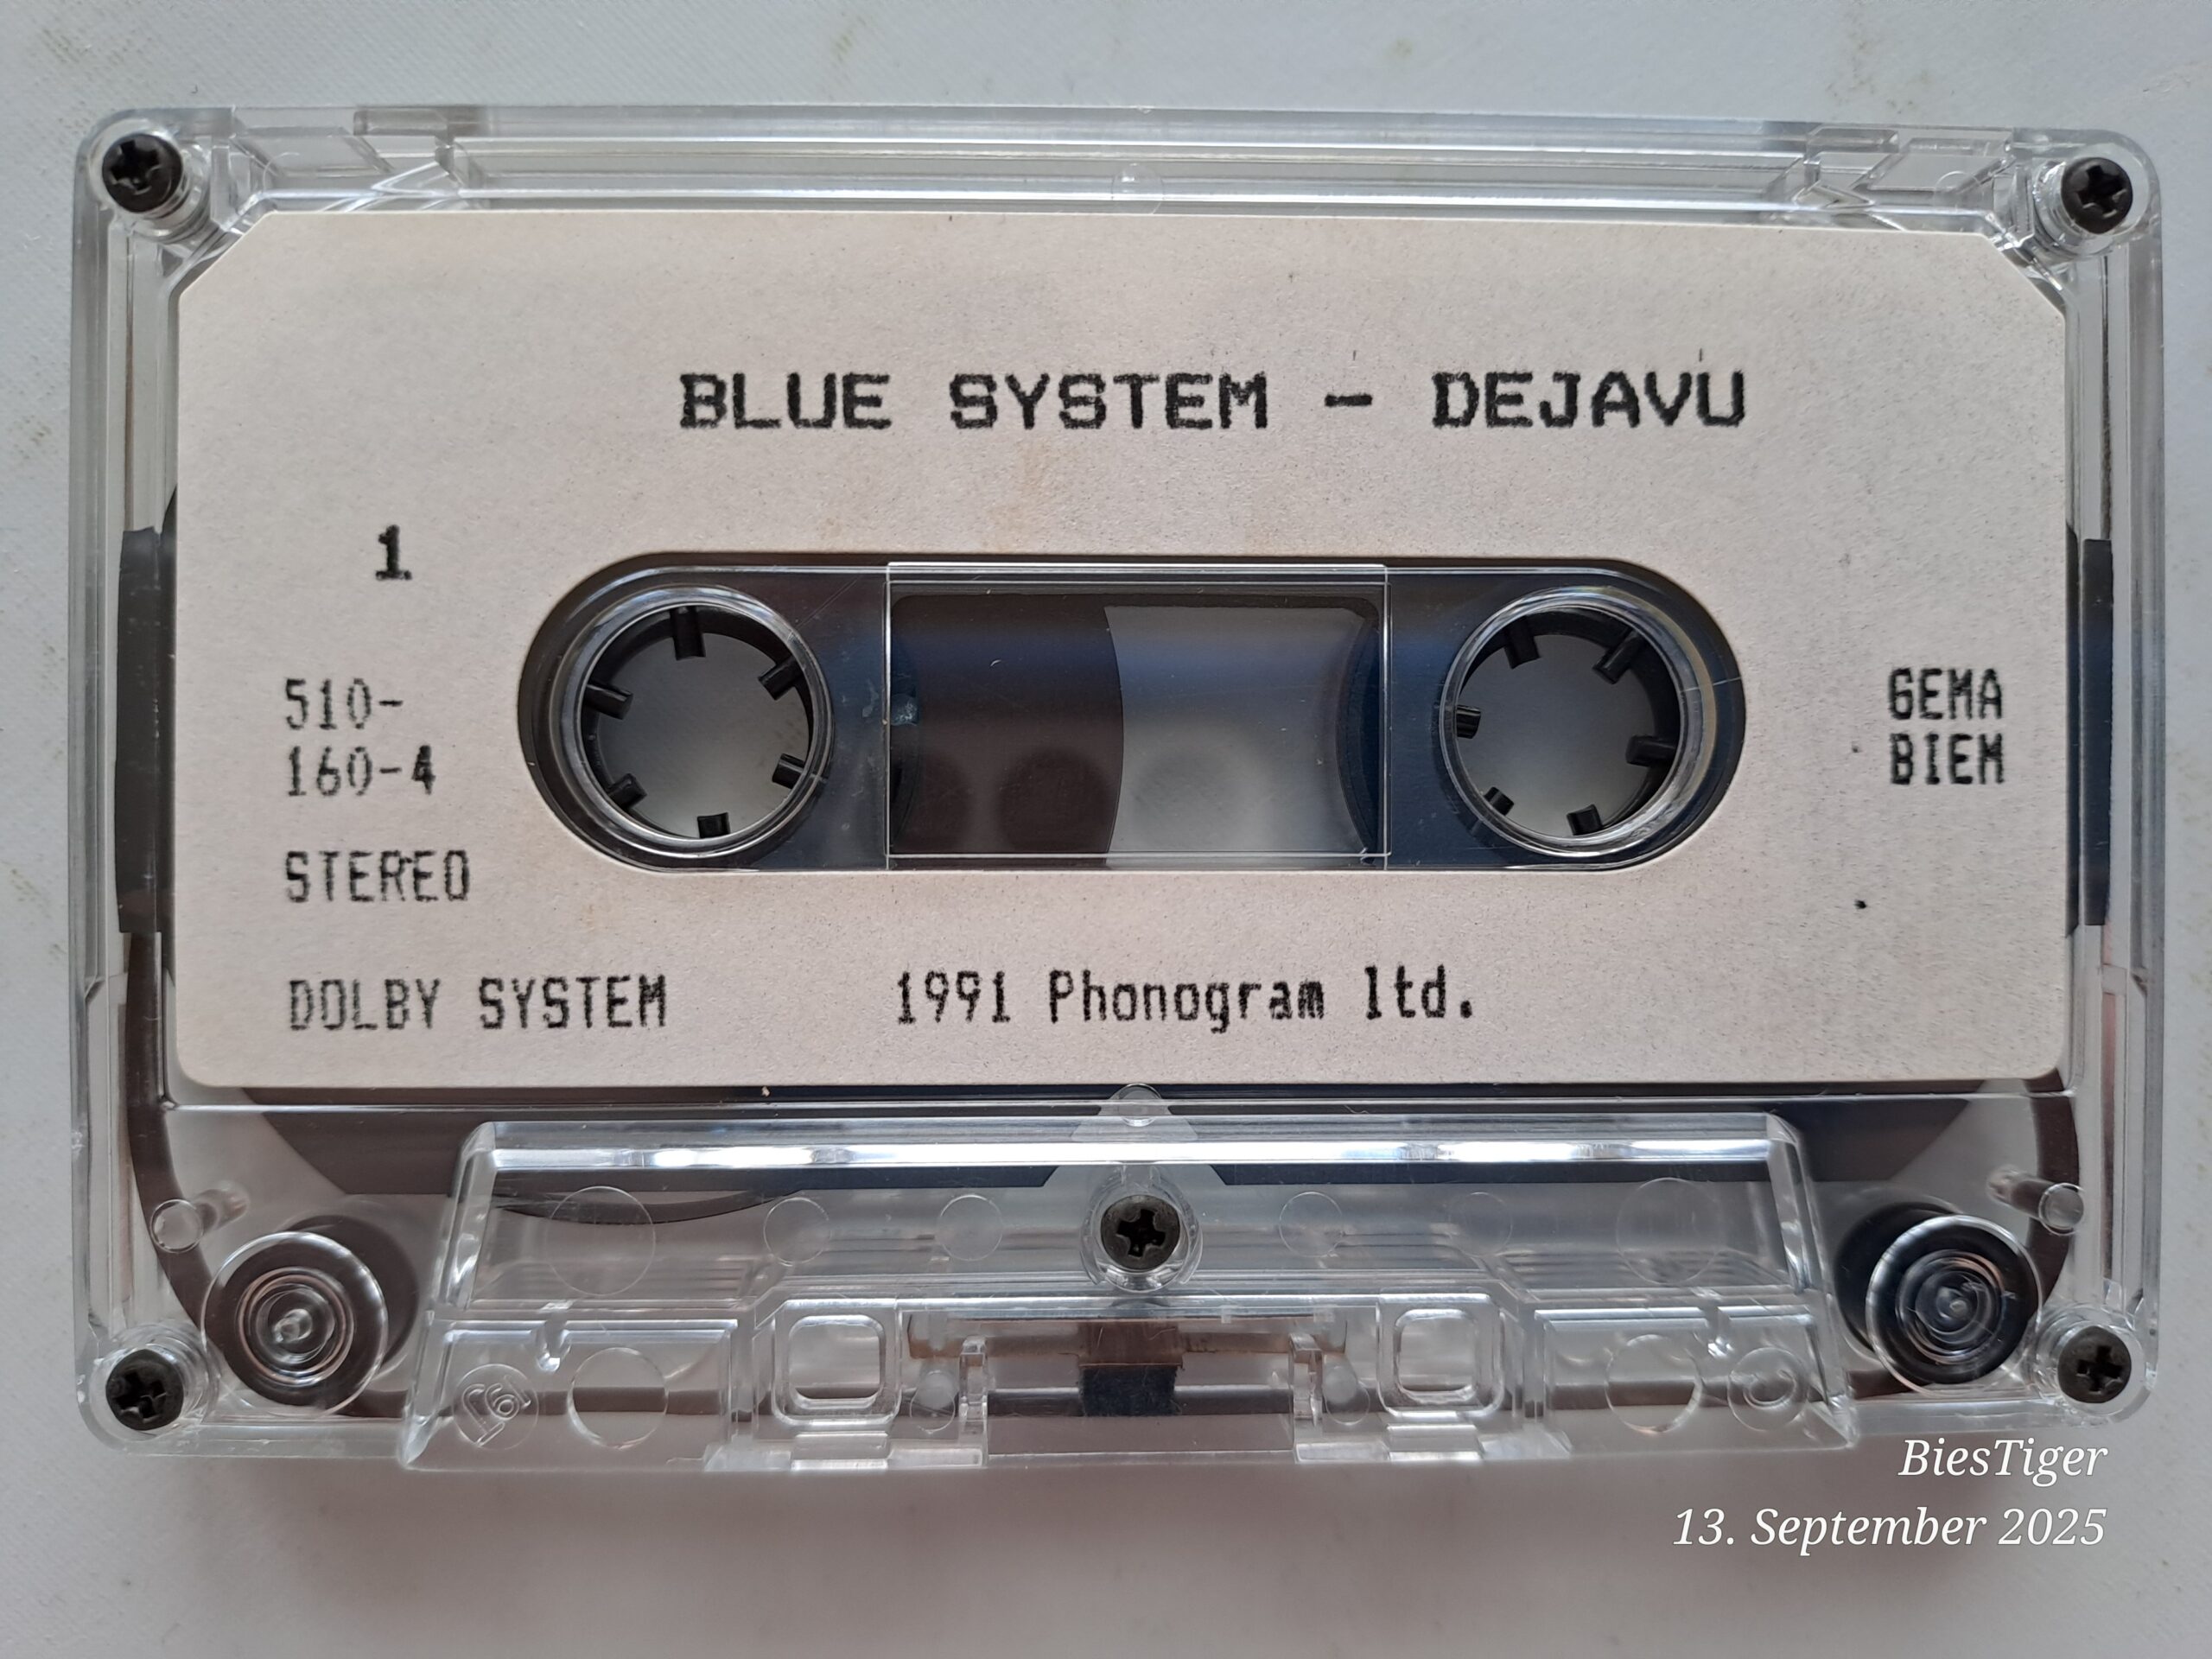 BLUE SYSTEM - DEJAVU
1
510-
160-4
STEREO
GEMA
BIEM
DOLBY SYSTEM
1991 Phonogram ltd.
BiesTiger
13. September 2025